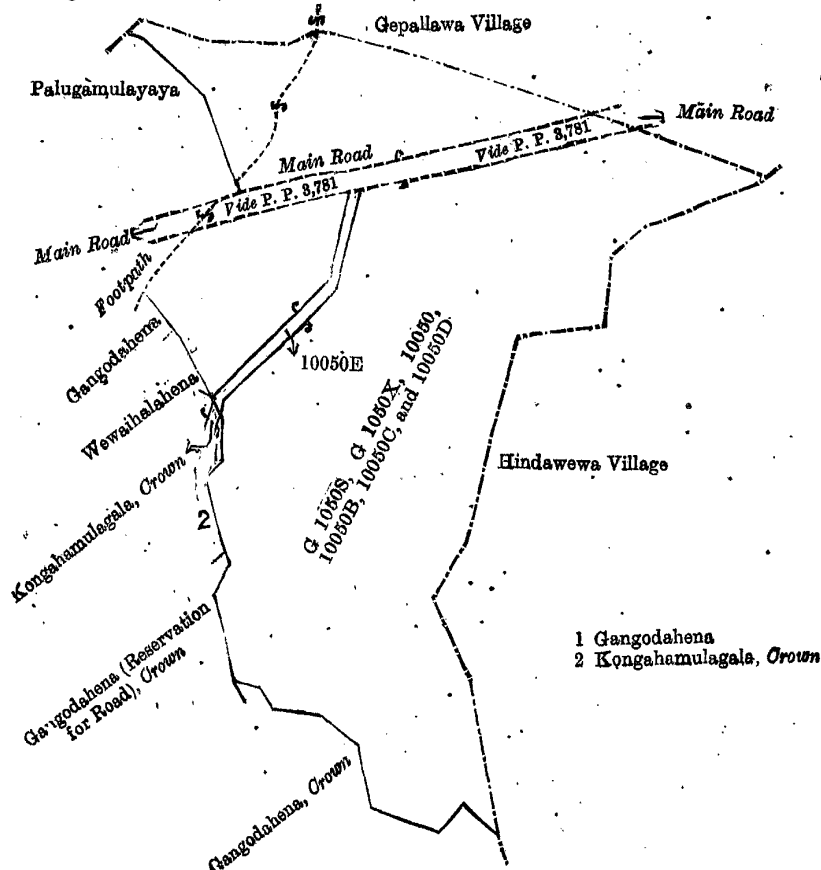 Gepallawa Village
Palugamulayaya
Main Road
Main Road
Vide P. P. 3,781
Vide P. P. 3,781
Main Road
Footpath
Gangodahena
10050E
Wewaihalahena
G 1050S, G 1050X, 10050,
10050B, 10050C, and 10050D
Hindawewa Village
Kongahamulagala, Crown
2
Gangodahena (Reservation
for Road), Crown
1 Gangodahena
2 Kongahamulagala, Crown
Gangodahena, Crown